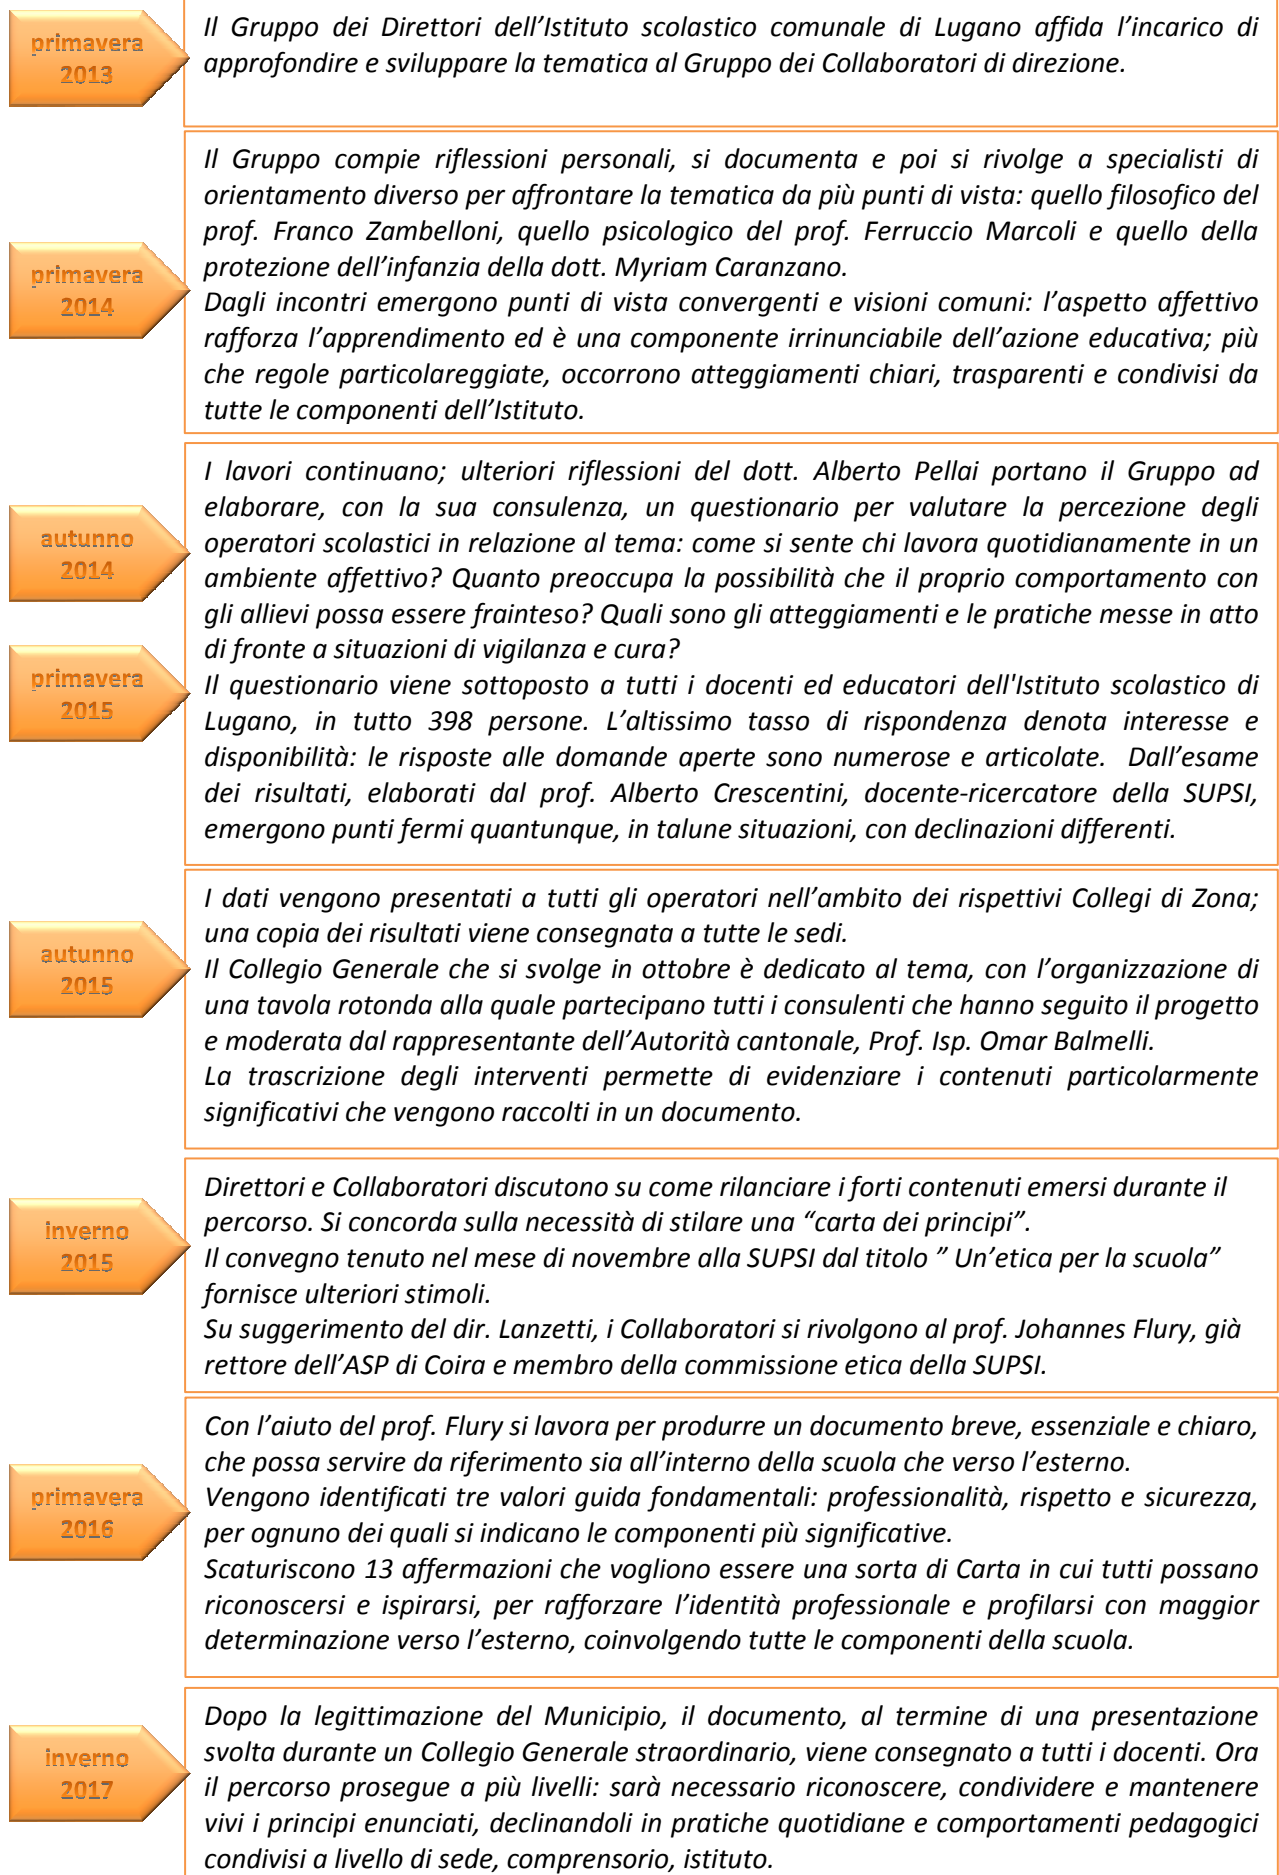 primavera
2013
Il Gruppo dei Direttori dell’Istituto scolastico comunale di Lugano affida l’incarico di
approfondire e sviluppare la tematica al Gruppo dei Collaboratori di direzione.
primavera
2014
Il Gruppo compie riflessioni personali, si documenta e poi si rivolge a specialisti di
orientamento diverso per affrontare la tematica da più punti di vista: quello filosofico del
prof. Franco Zambelloni, quello psicologico del prof. Ferruccio Marcoli e quello della
protezione dell’infanzia della dott. Myriam Caranzano.
Dagli incontri emergono punti di vista convergenti e visioni comuni: l’aspetto affettivo
rafforza l’apprendimento ed è una componente irrinunciabile dell’azione educativa; più
che regole particolareggiate, occorrono atteggiamenti chiari, trasparenti e condivisi da
tutte le componenti dell’Istituto.
autunno
2014
primavera
2015
I lavori continuano; ulteriori riflessioni del dott. Alberto Pellai portano il Gruppo ad
elaborare, con la sua consulenza, un questionario per valutare la percezione degli
operatori scolastici in relazione al tema: come si sente chi lavora quotidianamente in un
ambiente affettivo? Quanto preoccupa la possibilità che il proprio comportamento con
gli allievi possa essere frainteso? Quali sono gli atteggiamenti e le pratiche messe in atto
di fronte a situazioni di vigilanza e cura?
Il questionario viene sottoposto a tutti i docenti ed educatori dell'Istituto scolastico di
Lugano, in tutto 398 persone. L’altissimo tasso di rispondenza denota interesse e
disponibilità: le risposte alle domande aperte sono numerose e articolate. Dall’esame
dei risultati, elaborati dal prof. Alberto Crescentini, docente-ricercatore della SUPSI,
emergono punti fermi quantunque, in talune situazioni, con declinazioni differenti.
autunno
2015
I dati vengono presentati a tutti gli operatori nell’ambito dei rispettivi Collegi di Zona;
una copia dei risultati viene consegnata a tutte le sedi.
Il Collegio Generale che si svolge in ottobre è dedicato al tema, con l’organizzazione di
una tavola rotonda alla quale partecipano tutti i consulenti che hanno seguito il progetto
e moderata dal rappresentante dell’Autorità cantonale, Prof. Isp. Omar Balmelli.
La trascrizione degli interventi permette di evidenziare i contenuti particolarmente
significativi che vengono raccolti in un documento.
inverno
2015
Direttori e Collaboratori discutono su come rilanciare i forti contenuti emersi durante il
percorso. Si concorda sulla necessità di stilare una “carta dei principi”.
Il convegno tenuto nel mese di novembre alla SUPSI dal titolo ” Un’etica per la scuola”
fornisce ulteriori stimoli.
Su suggerimento del dir. Lanzetti, i Collaboratori si rivolgono al prof. Johannes Flury, già
rettore dell’ASP di Coira e membro della commissione etica della SUPSI.
primavera
2016
Con l’aiuto del prof. Flury si lavora per produrre un documento breve, essenziale e chiaro,
che possa servire da riferimento sia all’interno della scuola che verso l’esterno.
Vengono identificati tre valori guida fondamentali: professionalità, rispetto e sicurezza,
per ognuno dei quali si indicano le componenti più significative.
Scaturiscono 13 affermazioni che vogliono essere una sorta di Carta in cui tutti possano
riconoscersi e ispirarsi, per rafforzare l’identità professionale e profilarsi con maggior
determinazione verso l’esterno, coinvolgendo tutte le componenti della scuola.
inverno
2017
Dopo la legittimazione del Municipio, il documento, al termine di una presentazione
svolta durante un Collegio Generale straordinario, viene consegnato a tutti i docenti. Ora
il percorso prosegue a più livelli: sarà necessario riconoscere, condividere e mantenere
vivi i principi enunciati, declinandoli in pratiche quotidiane e comportamenti pedagogici
condivisi a livello di sede, comprensorio, istituto.